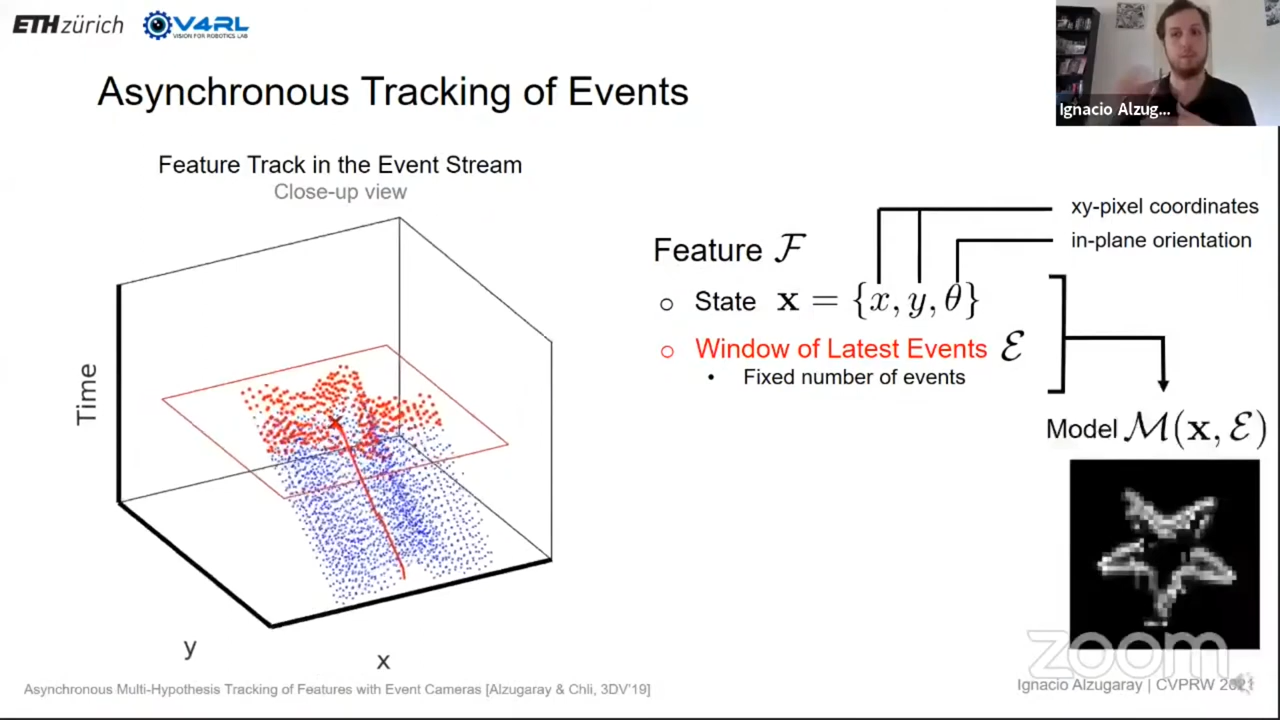 ETH zürich
V4RL
VISION FOR ROBOTICS LAB
Ignacio Alzug...
Asynchronous Tracking of Events
Feature Track in the Event Stream
Close-up view
Time
y
x
xy-pixel coordinates
in-plane orientation
Feature ℱ
State 𝐱 = {x, y, θ}
Window of Latest Events ℰ
• Fixed number of events
Model ℳ(𝐱, ℰ)
zoom
Asynchronous Multi-Hypothesis Tracking of Features with Event Cameras [Alzugaray & Chli, 3DV'19]
Ignacio Alzugaray | CVPRW 2021